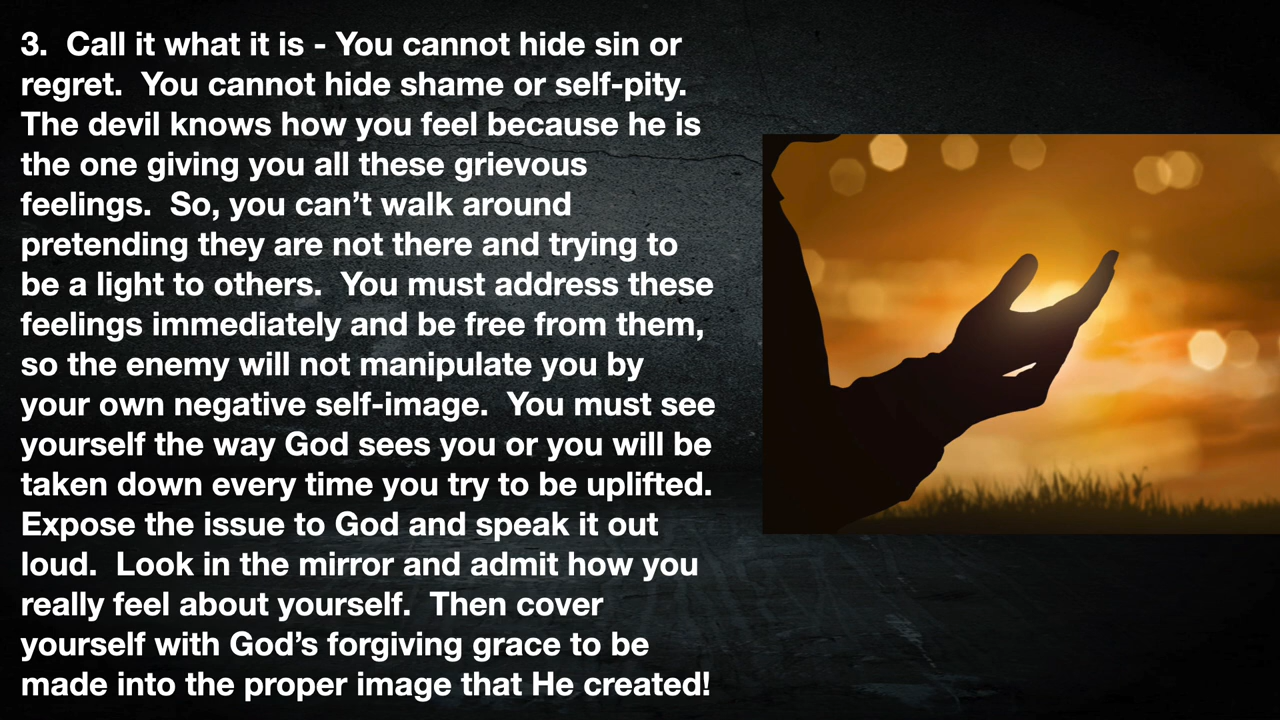 3.  Call it what it is - You cannot hide sin or
regret.  You cannot hide shame or self-pity.
The devil knows how you feel because he is
the one giving you all these grievous
feelings.  So, you can’t walk around
pretending they are not there and trying to
be a light to others.  You must address these
feelings immediately and be free from them,
so the enemy will not manipulate you by
your own negative self-image.  You must see
yourself the way God sees you or you will be
taken down every time you try to be uplifted.
Expose the issue to God and speak it out
loud.  Look in the mirror and admit how you
really feel about yourself.  Then cover
yourself with God’s forgiving grace to be
made into the proper image that He created!